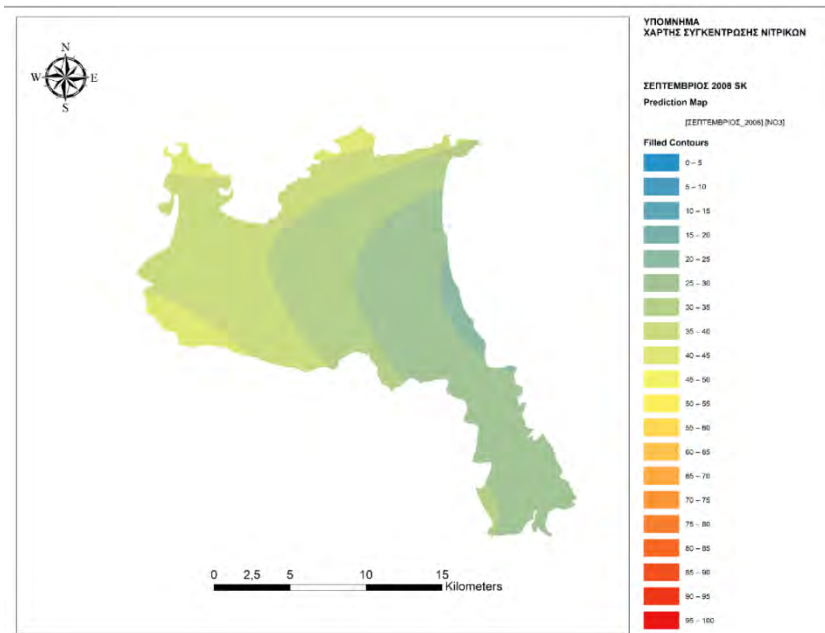 ΥΠΟΜΝΗΜΑ
ΧΑΡΤΗΣ ΣΥΓΚΕΝΤΡΩΣΗΣ ΝΙΤΡΙΚΩΝ
N
W E
S
ΣΕΠΤΕΜΒΡΙΟΣ 2008 SK
Prediction Map
[ΣΕΠΤΕΜΒΡΙΟΣ_2008].[NO3]
Filled Contours
0 – 5
5 – 10
10 – 15
15 – 20
20 – 25
25 – 30
30 – 35
35 – 40
40 – 45
45 – 50
50 – 55
55 – 60
60 – 65
65 – 70
70 – 75
75 – 80
80 – 85
85 – 90
90 – 95
95 – 100
0 2,5 5 10 15
Kilometers